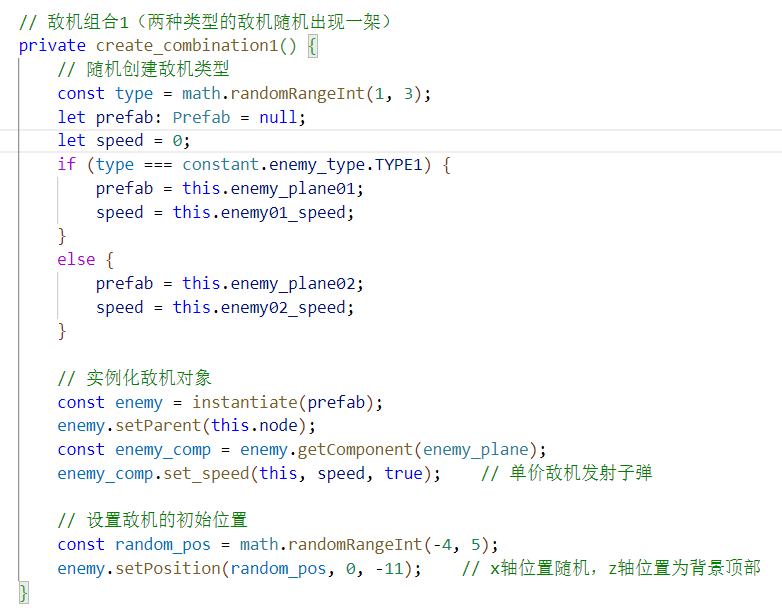 // 敌机组合1（两种类型的敌机随机出现一架）
private create_combination1() {
    // 随机创建敌机类型
    const type = math.randomRangeInt(1, 3);
    let prefab: Prefab = null;
    let speed = 0;
    if (type === constant.enemy_type.TYPE1) {
        prefab = this.enemy_plane01;
        speed = this.enemy01_speed;
    }
    else {
        prefab = this.enemy_plane02;
        speed = this.enemy02_speed;
    }
    // 实例化敌机对象
    const enemy = instantiate(prefab);
    enemy.setParent(this.node);
    const enemy_comp = enemy.getComponent(enemy_plane);
    enemy_comp.set_speed(this, speed, true);    // 单价敌机发射子弹
    // 设置敌机的初始位置
    const random_pos = math.randomRangeInt(-4, 5);
    enemy.setPosition(random_pos, 0, -11);    // x轴位置随机，z轴位置为背景顶部
}